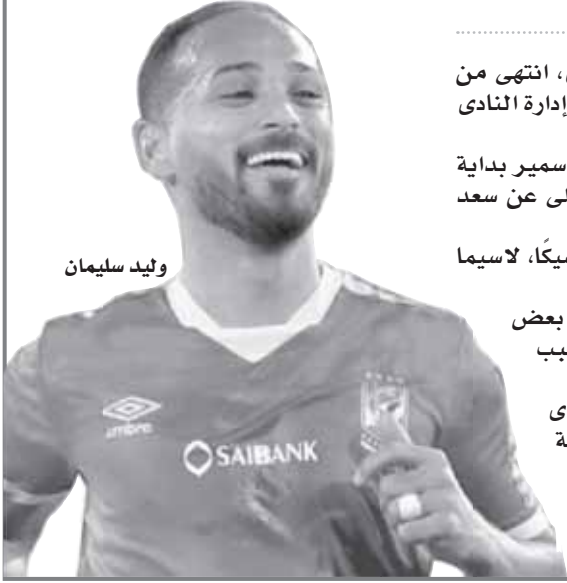 ، انتهى من
إدارة النادى
سمير بداية
لى عن سعد
سيكًا، لاسيما
بعض
بب
ى
ة
وليد سليمان
umbro
SAIBANK